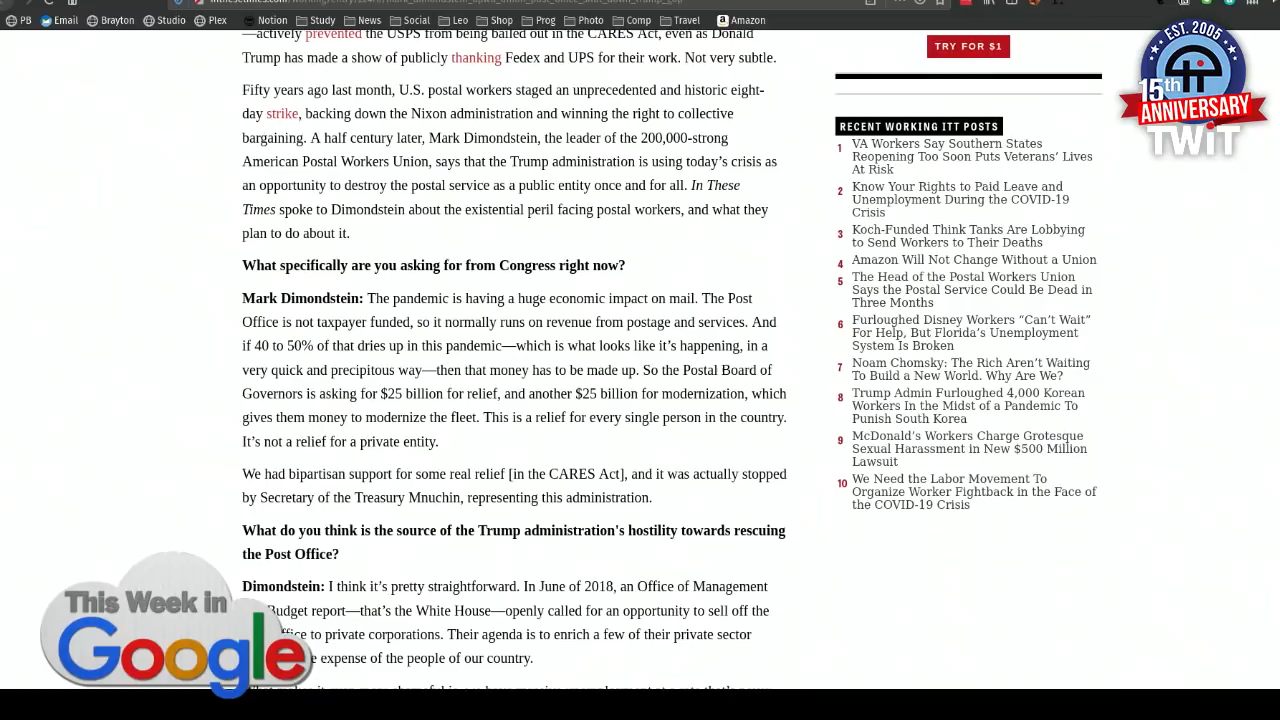 PB Email Brayton Studio Plex Notion Study News Social Leo Shop Prog Photo Comp Travel Amazon
—actively prevented the USPS from being bailed out in the CARES Act, even as Donald
Trump has made a show of publicly thanking Fedex and UPS for their work. Not very subtle.
Fifty years ago last month, U.S. postal workers staged an unprecedented and historic eight-
day strike, backing down the Nixon administration and winning the right to collective
bargaining. A half century later, Mark Dimondstein, the leader of the 200,000-strong
American Postal Workers Union, says that the Trump administration is using today’s crisis as
an opportunity to destroy the postal service as a public entity once and for all. In These
Times spoke to Dimondstein about the existential peril facing postal workers, and what they
plan to do about it.
What specifically are you asking for from Congress right now?
Mark Dimondstein: The pandemic is having a huge economic impact on mail. The Post
Office is not taxpayer funded, so it normally runs on revenue from postage and services. And
if 40 to 50% of that dries up in this pandemic—which is what looks like it’s happening, in a
very quick and precipitous way—then that money has to be made up. So the Postal Board of
Governors is asking for $25 billion for relief, and another $25 billion for modernization, which
gives them money to modernize the fleet. This is a relief for every single person in the country.
It’s not a relief for a private entity.
We had bipartisan support for some real relief [in the CARES Act], and it was actually stopped
by Secretary of the Treasury Mnuchin, representing this administration.
What do you think is the source of the Trump administration's hostility towards rescuing
the Post Office?
Dimondstein: I think it’s pretty straightforward. In June of 2018, an Office of Management
Budget report—that’s the White House—openly called for an opportunity to sell off the
to private corporations. Their agenda is to enrich a few of their private sector
expense of the people of our country.
TRY FOR $1
RECENT WORKING ITT POSTS
1 VA Workers Say Southern States
Reopening Too Soon Puts Veterans’ Lives
At Risk
2 Know Your Rights to Paid Leave and
Unemployment During the COVID-19
Crisis
3 Koch-Funded Think Tanks Are Lobbying
to Send Workers to Their Deaths
4 Amazon Will Not Change Without a Union
5 The Head of the Postal Workers Union
Says the Postal Service Could Be Dead in
Three Months
6 Furloughed Disney Workers “Can’t Wait”
For Help, But Florida’s Unemployment
System Is Broken
7 Noam Chomsky: The Rich Aren’t Waiting
To Build a New World. Why Are We?
8 Trump Admin Furloughed 4,000 Korean
Workers In the Midst of a Pandemic To
Punish South Korea
9 McDonald’s Workers Charge Grotesque
Sexual Harassment in New $500 Million
Lawsuit
10 We Need the Labor Movement To
Organize Worker Fightback in the Face of
the COVID-19 Crisis
EST. 2005
15th
ANNIVERSARY
TWiT
This Week in
Google